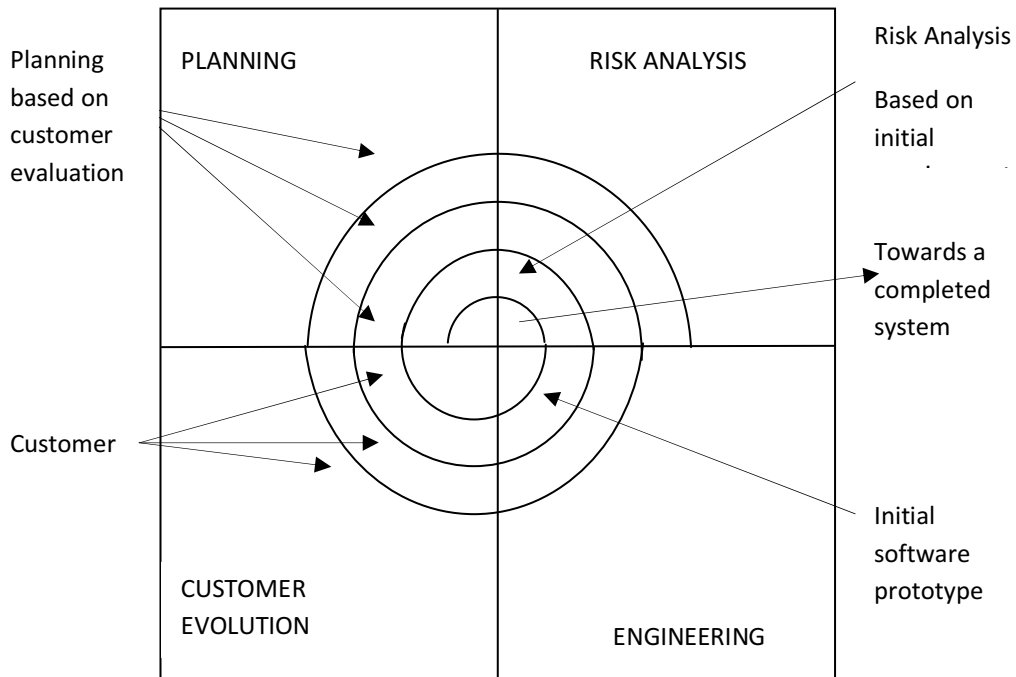 Planning
based on
customer
evaluation
PLANNING
RISK ANALYSIS
Risk Analysis
Based on
initial
Towards a
completed
system
Customer
Initial
software
prototype
CUSTOMER
EVOLUTION
ENGINEERING